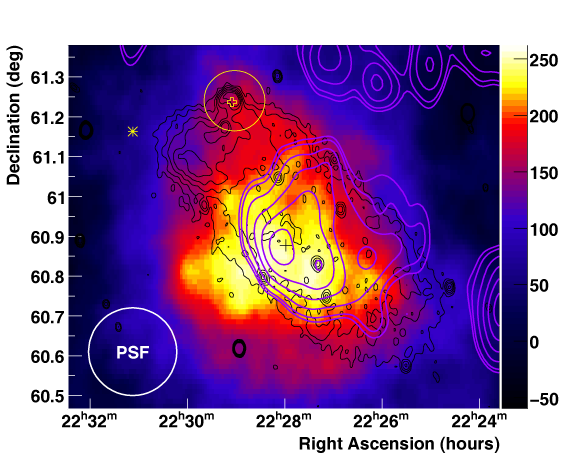 Declination (deg)
61.3
61.2
61.1
61
60.9
60.8
60.7
60.6
60.5
PSF
250
200
150
100
50
0
−50
22h32m
22h30m
22h28m
22h26m
22h24m
Right Ascension (hours)